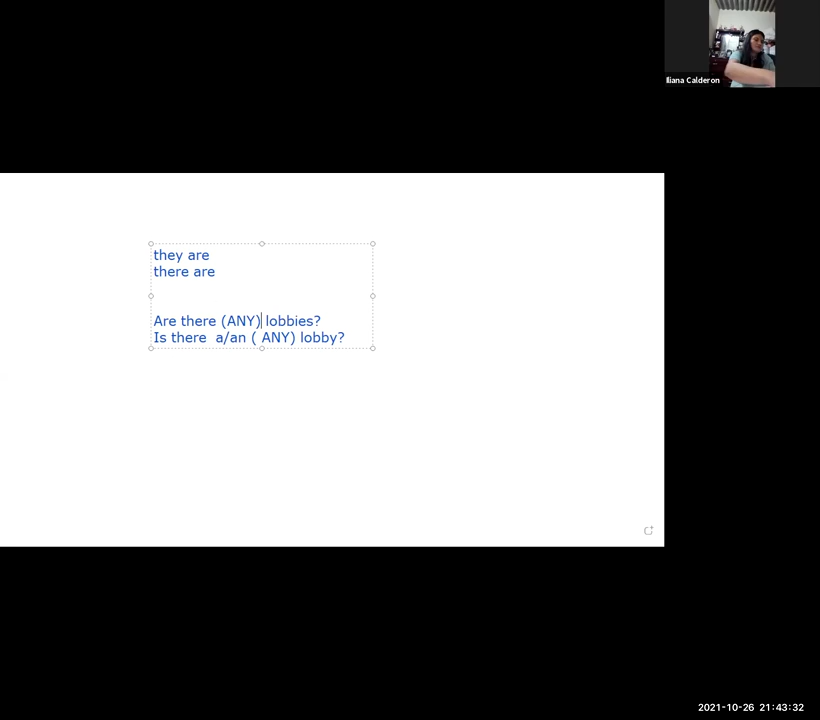 Iliana Calderon
they are
there are
Are there (ANY) lobbies?
Is there  a/an ( ANY) lobby?
2021-10-26 21:43:32